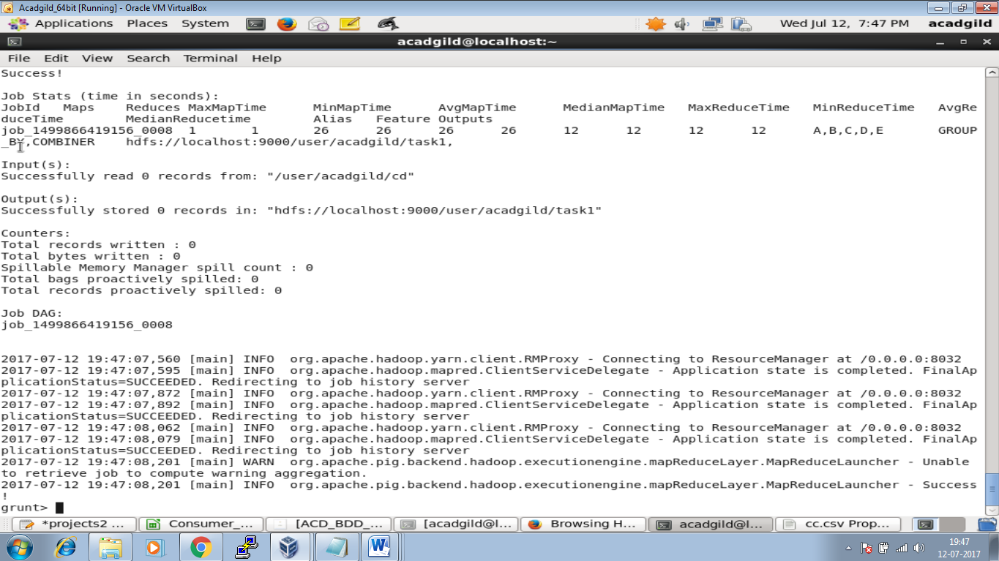 Acadgild_64bit [Running] - Oracle VM VirtualBox
Applications Places System Wed Jul 12, 7:47 PM acadgild
acadgild@localhost:~
File Edit View Search Terminal Help
Success!
Job Stats (time in seconds):
JobId Maps Reduces MaxMapTime MinMapTime AvgMapTime MedianMapTime MaxReduceTime MinReduceTime AvgRe
duceTime MedianReducetime Alias Feature Outputs
job_1499866419156_0008 1 1 26 26 26 26 12 12 12 12 A,B,C,D,E GROUP
_BY,COMBINER hdfs://localhost:9000/user/acadgild/task1,
Input(s):
Successfully read 0 records from: "/user/acadgild/cd"
Output(s):
Successfully stored 0 records in: "hdfs://localhost:9000/user/acadgild/task1"
Counters:
Total records written : 0
Total bytes written : 0
Spillable Memory Manager spill count : 0
Total bags proactively spilled: 0
Total records proactively spilled: 0
Job DAG:
job_1499866419156_0008
2017-07-12 19:47:07,560 [main] INFO org.apache.hadoop.yarn.client.RMProxy - Connecting to ResourceManager at /0.0.0.0:8032
2017-07-12 19:47:07,595 [main] INFO org.apache.hadoop.mapred.ClientServiceDelegate - Application state is completed. FinalAp
plicationStatus=SUCCEEDED. Redirecting to job history server
2017-07-12 19:47:07,872 [main] INFO org.apache.hadoop.yarn.client.RMProxy - Connecting to ResourceManager at /0.0.0.0:8032
2017-07-12 19:47:07,892 [main] INFO org.apache.hadoop.mapred.ClientServiceDelegate - Application state is completed. FinalAp
plicationStatus=SUCCEEDED. Redirecting to job history server
2017-07-12 19:47:08,062 [main] INFO org.apache.hadoop.yarn.client.RMProxy - Connecting to ResourceManager at /0.0.0.0:8032
2017-07-12 19:47:08,079 [main] INFO org.apache.hadoop.mapred.ClientServiceDelegate - Application state is completed. FinalAp
plicationStatus=SUCCEEDED. Redirecting to job history server
2017-07-12 19:47:08,201 [main] WARN org.apache.pig.backend.hadoop.executionengine.mapReduceLayer.MapReduceLauncher - Unable
to retrieve job to compute warning aggregation.
2017-07-12 19:47:08,201 [main] INFO org.apache.pig.backend.hadoop.executionengine.mapReduceLayer.MapReduceLauncher - Success
!
grunt>
*projects2 ... Consumer_... [ACD_BDD_... [acadgild@l... Browsing H... acadgild@l... cc.csv Prop...
19:47
12-07-2017